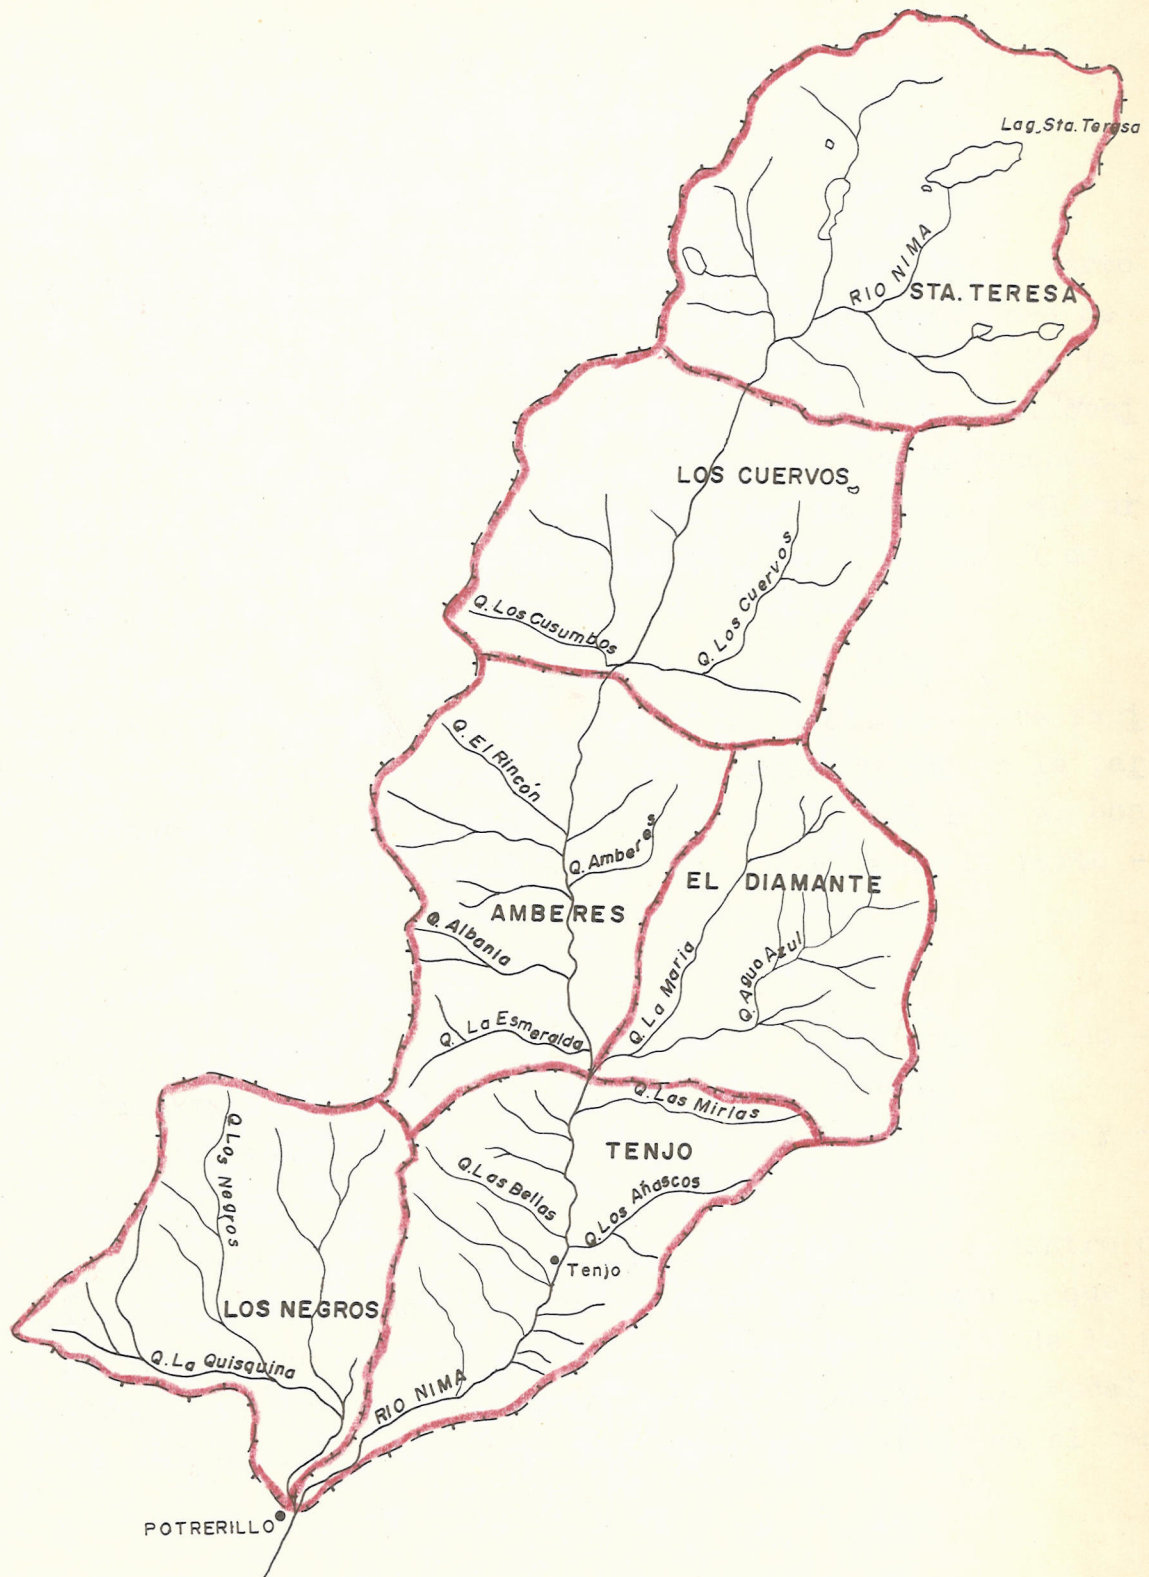 Lag. Sta. Teresa
RIO NIMA
STA. TERESA
LOS CUERVOS
Q. Los Cuervos
Q. Los Cusumbos
Q. El Rincón
Q. Amberes
EL DIAMANTE
AMBERES
Q. Albania
Q. La Maria
Q. Agua Azul
Q. La Esmeralda
Q. Las Mirlas
Q. Los Negros
TENJO
Q. Las Bellas
Q. Los Añascos
Tenjo
LOS NEGROS
Q. La Quisquina
RIO NIMA
POTRERILLO